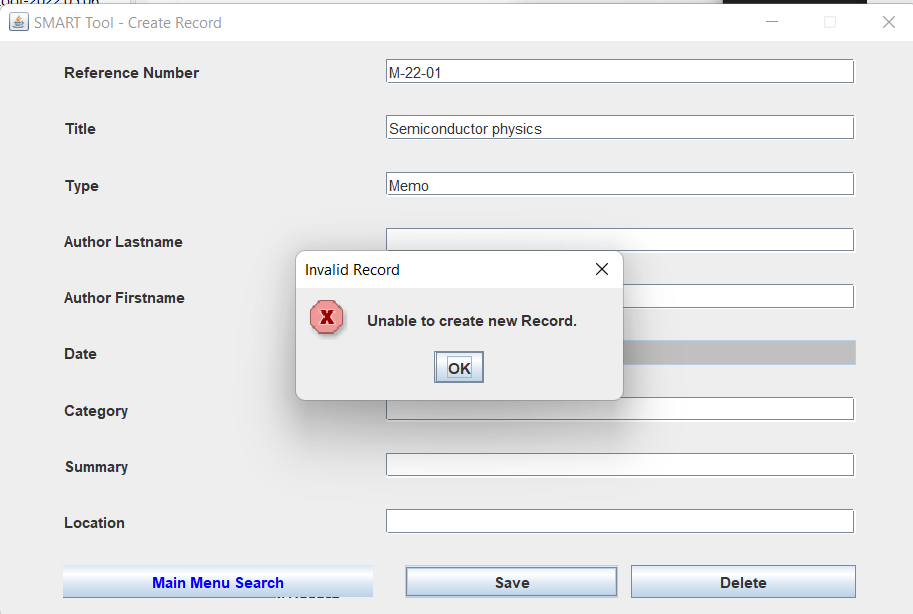 SMART Tool - Create Record
Reference Number
M-22-01
Title
Semiconductor physics
Type
Memo
Author Lastname
Author Firstname
Date
Category
Summary
Location
Invalid Record
Unable to create new Record.
OK
Main Menu Search
Save
Delete